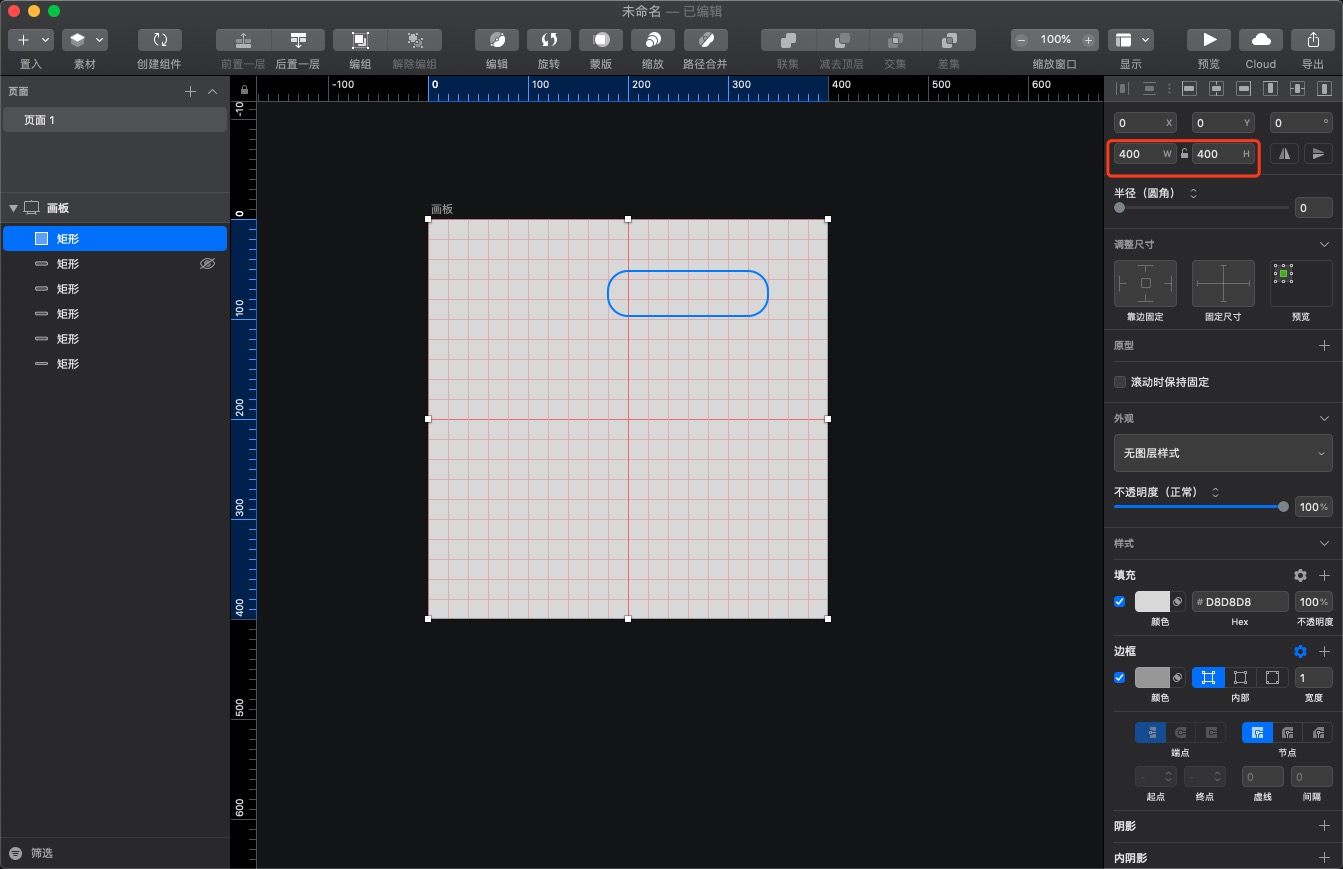 未命名 — 已编辑
100%
置入 素材 创建组件 前置一层 后置一层 编组 解除编组 编辑 旋转 蒙版 缩放 路径合并 联集 减去顶层 交集 差集 缩放窗口 显示 预览 Cloud 导出
页面
页面 1
画板
矩形
矩形
矩形
矩形
矩形
矩形
筛选
-100 0 100 200 300 400 500 600
-10
0
100
200
300
400
500
600
画板
0 X 0 Y 0 °
400 W 400 H
半径（圆角）
0
调整尺寸
靠边固定 固定尺寸 预览
原型
滚动时保持固定
外观
无图层样式
不透明度（正常）
100%
样式
填充
# D8D8D8 100%
颜色 Hex 不透明度
边框
1
颜色 内部 宽度
端点 节点
- - 0 0
起点 终点 虚线 间隔
阴影
内阴影